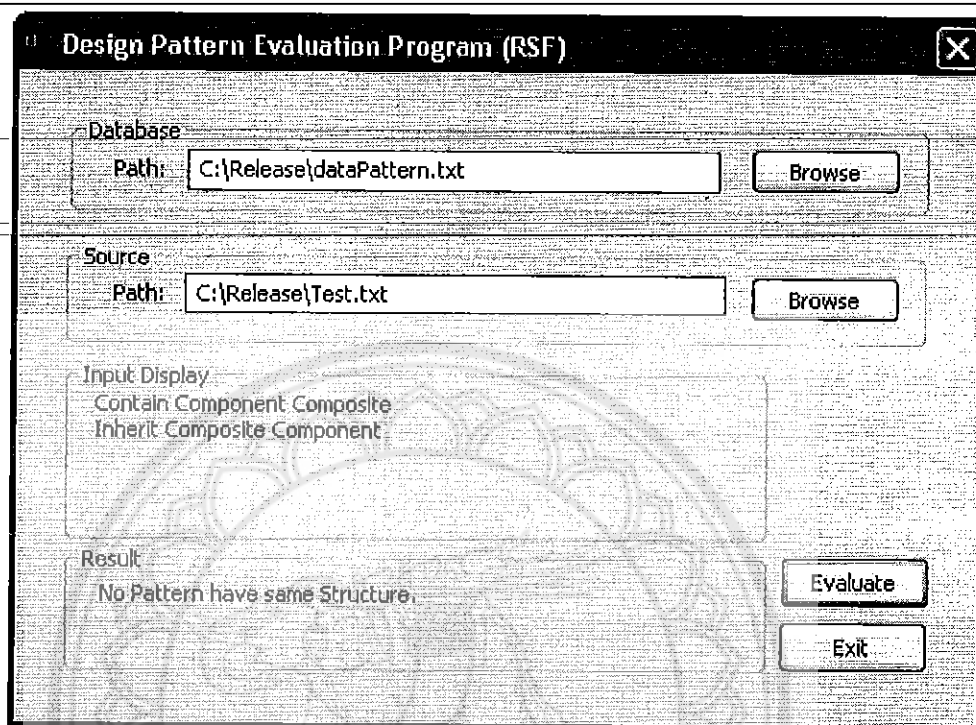 Design Pattern Evaluation Program (RSF)
Database
Path: C:\Release\dataPattern.txt Browse
Source
Path: C:\Release\Test.txt Browse
Input Display
Contain Component Composite
Inherit Composite Component
Result
No Pattern have same Structure.
Evaluate
Exit